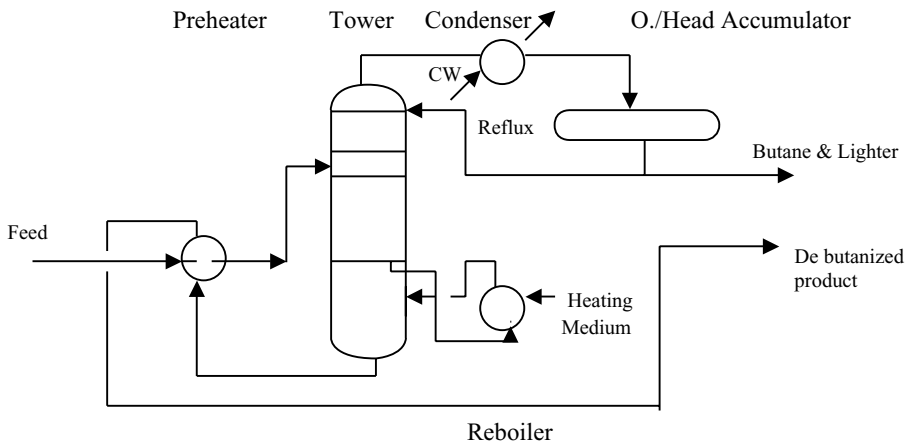 Preheater
Tower
Condenser
O./Head Accumulator
CW
Reflux
Butane & Lighter
Feed
De butanized
product
Heating
Medium
Reboiler